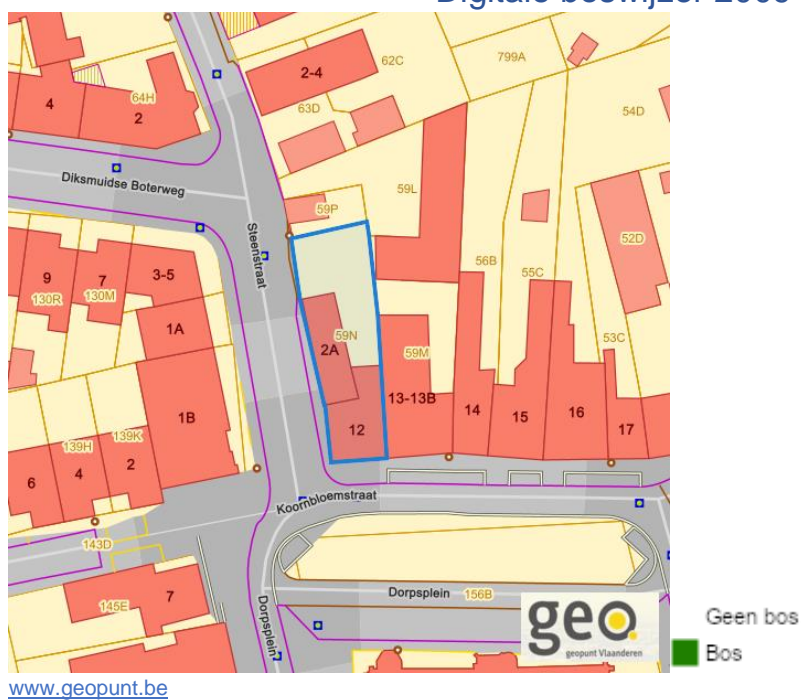 2-4
62C
799A
4
64H
2
63D
54D
Diksmuidse Boterweg
59L
59P
Steenstraat
52D
56B
9
7
3-5
55C
130R
130M
1A
2A
59N
59M
53C
1B
13-13B
14
15
16
17
12
139K
139H
6
4
2
Koornbloemstraat
143D
Dorpsplein
156B
145E
7
Dorpsplein
geo
geopunt Vlaanderen
Geen bos
Bos
www.geopunt.be